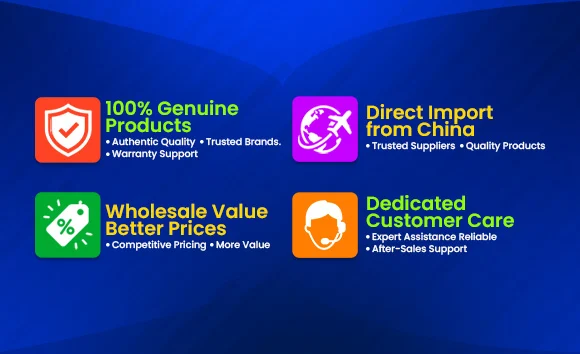 100% Genuine
Products
• Authentic Quality • Trusted Brands.
• Warranty Support
Direct Import
from China
• Trusted Suppliers • Quality Products
%
Wholesale Value
Better Prices
• Competitive Pricing • More Value
Dedicated
Customer Care
• Expert Assistance Reliable
• After-Sales Support